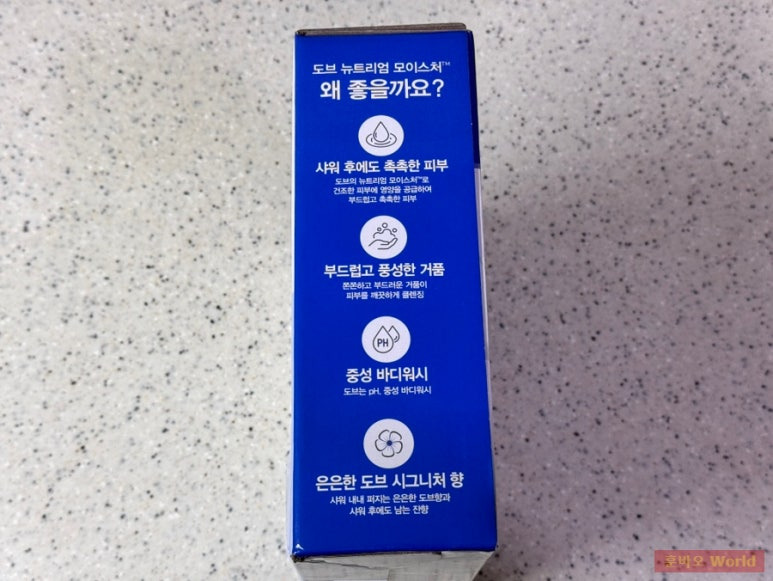 도브 뉴트리엄 모이스처™
왜 좋을까요?
샤워 후에도 촉촉한 피부
도브의 뉴트리엄 모이스처™로
건조한 피부에 영양을 공급하여
부드럽고 촉촉한 피부
부드럽고 풍성한 거품
쫀쫀하고 부드러운 거품이
피부를 깨끗하게 클렌징
PH
중성 바디워시
도브는 pH, 중성 바디워시
은은한 도브 시그니처 향
샤워 내내 퍼지는 은은한 도브향과
샤워 후에도 남는 잔향
호바오 World